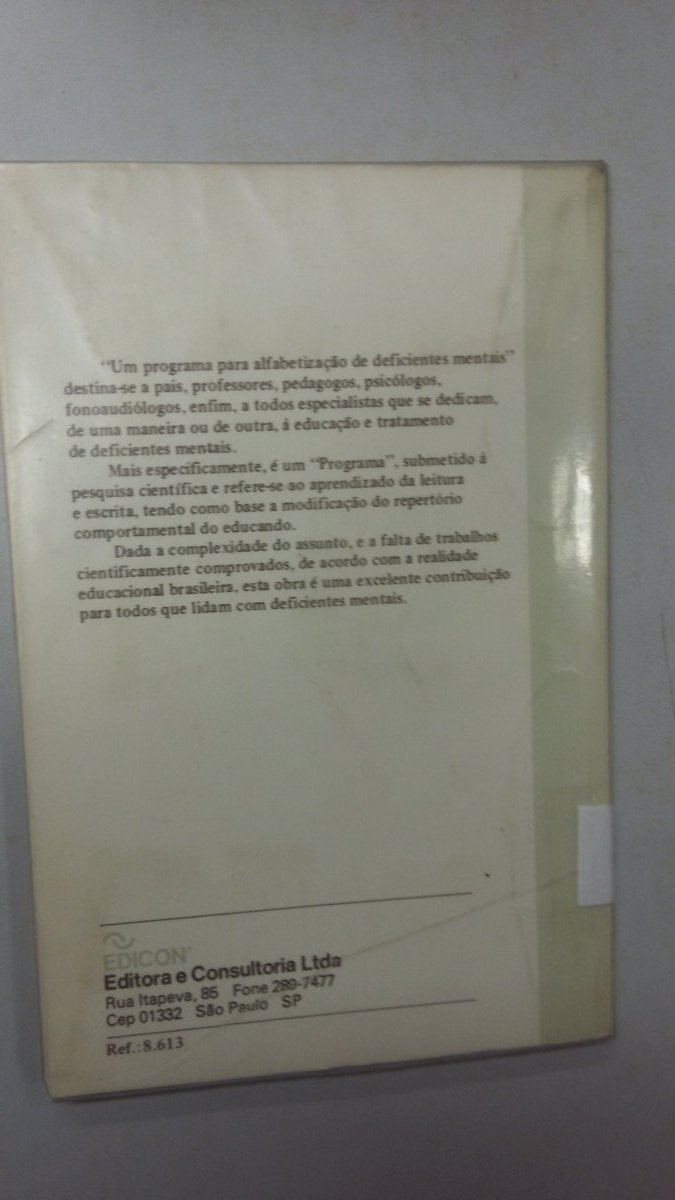 “Um programa para alfabetização de deficientes mentais”
destina-se a pais, professores, pedagogos, psicólogos,
fonoaudiólogos, enfim, a todos especialistas que se dedicam,
de uma maneira ou de outra, à educação e tratamento
de deficientes mentais.
Mais especificamente, é um “Programa”, submetido à
pesquisa científica e refere-se ao aprendizado da leitura
e escrita, tendo como base a modificação do repertório
comportamental do educando.
Dada a complexidade do assunto, e a falta de trabalhos
cientificamente comprovados, de acordo com a realidade
educacional brasileira, esta obra é uma excelente contribuição
para todos que lidam com deficientes mentais.
EDICON
Editora e Consultoria Ltda
Rua Itapeva, 85 Fone 289-7477
Cep 01332 São Paulo SP
Ref.:8.613